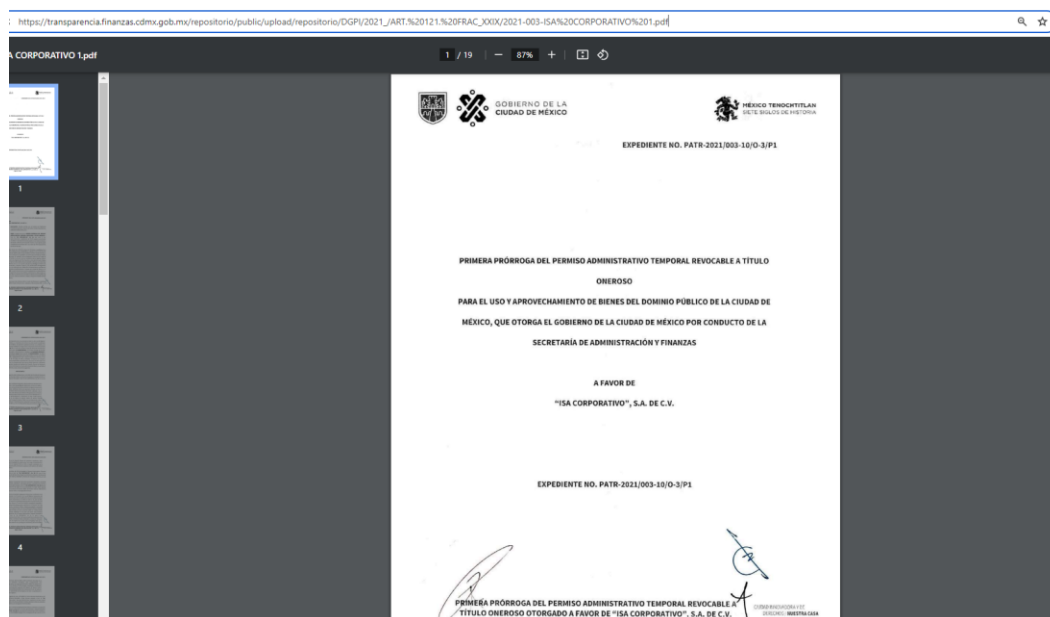 https://transparencia.finanzas.cdmx.gob.mx/repositorio/public/upload/repositorio/DGPI/2021_/ART.%20121.%20FRAC_XXIX/2021-003-ISA%20CORPORATIVO%201.pdf
A CORPORATIVO 1.pdf
1 / 19
87%
GOBIERNO DE LA
CIUDAD DE MÉXICO
MÉXICO TENOCHTITLAN
SIETE SIGLOS DE HISTORIA
EXPEDIENTE NO. PATR-2021/003-10/O-3/P1
PRIMERA PRÓRROGA DEL PERMISO ADMINISTRATIVO TEMPORAL REVOCABLE A TÍTULO
ONEROSO
PARA EL USO Y APROVECHAMIENTO DE BIENES DEL DOMINIO PÚBLICO DE LA CIUDAD DE
MÉXICO, QUE OTORGA EL GOBIERNO DE LA CIUDAD DE MÉXICO POR CONDUCTO DE LA
SECRETARÍA DE ADMINISTRACIÓN Y FINANZAS
A FAVOR DE
"ISA CORPORATIVO", S.A. DE C.V.
EXPEDIENTE NO. PATR-2021/003-10/O-3/P1
PRIMERA PRÓRROGA DEL PERMISO ADMINISTRATIVO TEMPORAL REVOCABLE A
TÍTULO ONEROSO OTORGADO A FAVOR DE "ISA CORPORATIVO", S.A. DE C.V.
CIUDAD INNOVADORA Y DE
DERECHOS / NUESTRA CASA
1
2
3
4